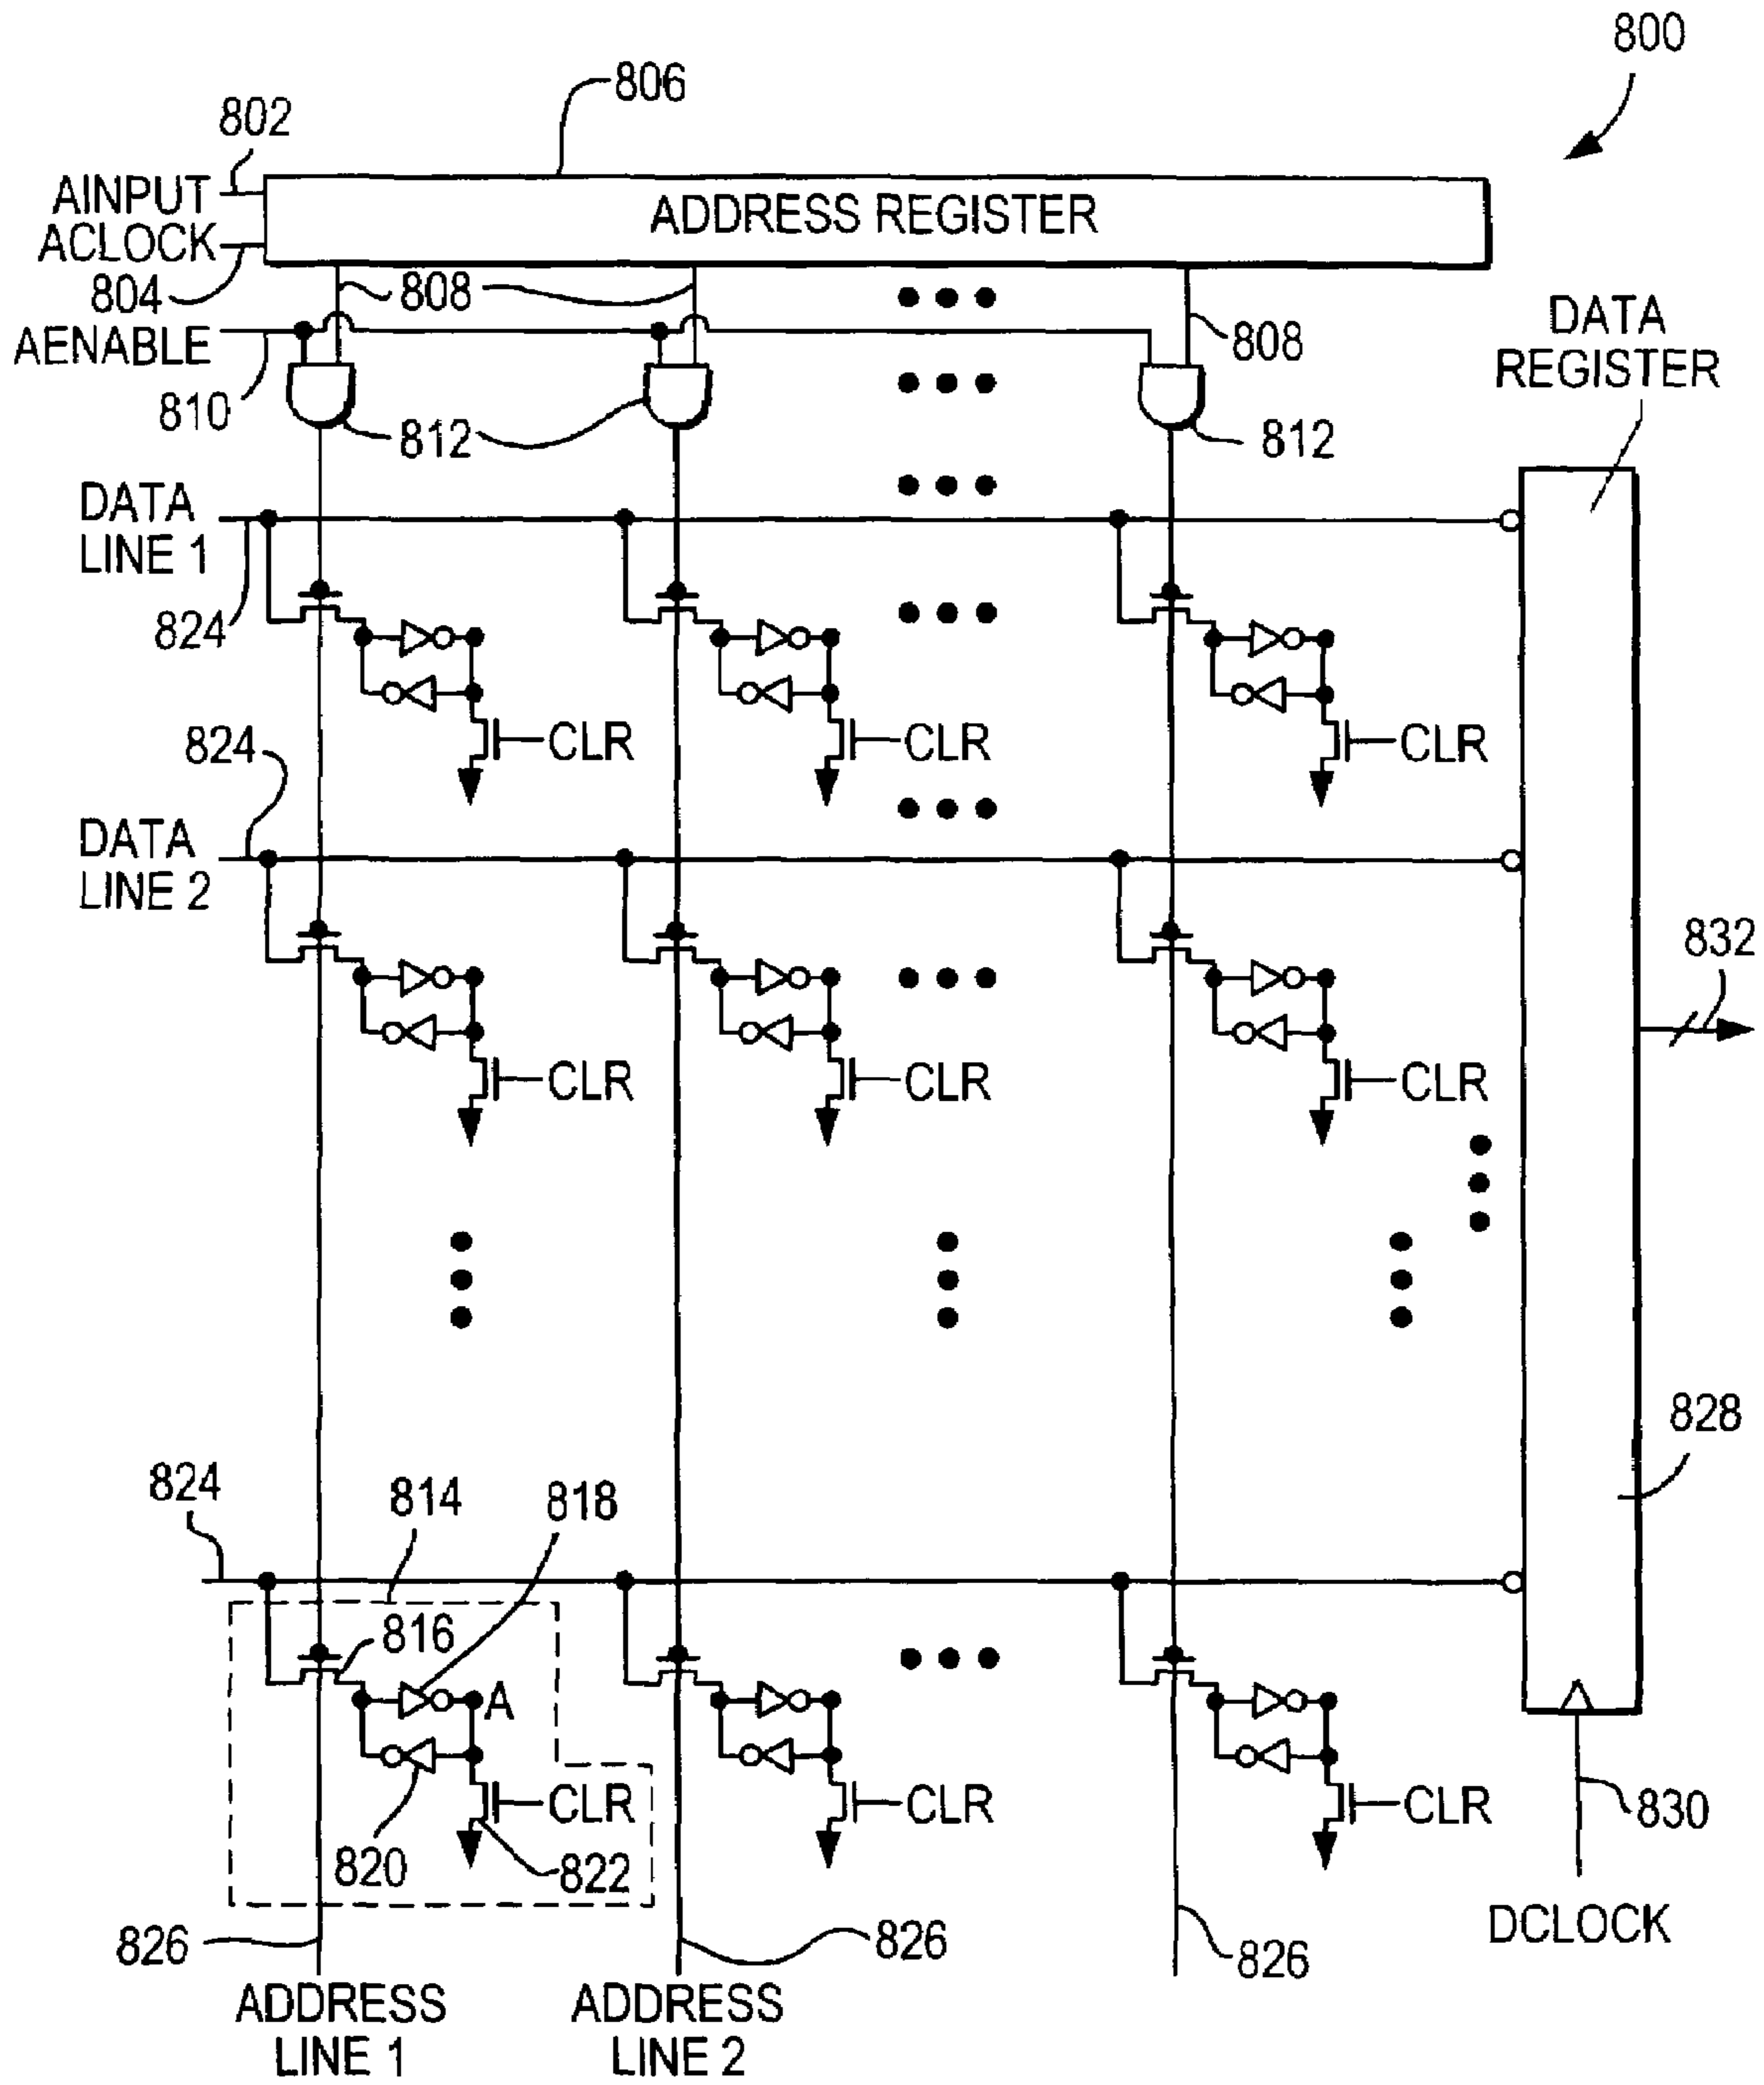 800
806
802
AINPUT
ADDRESS REGISTER
ACLOCK
804
808
808
AENABLE
810
812
812
DATA
REGISTER
DATA
LINE 1
824
CLR
CLR
CLR
824
DATA
LINE 2
832
CLR
CLR
CLR
828
824
814
818
816
A
CLR
CLR
CLR
820
822
830
DCLOCK
826
826
826
ADDRESS
LINE 1
ADDRESS
LINE 2